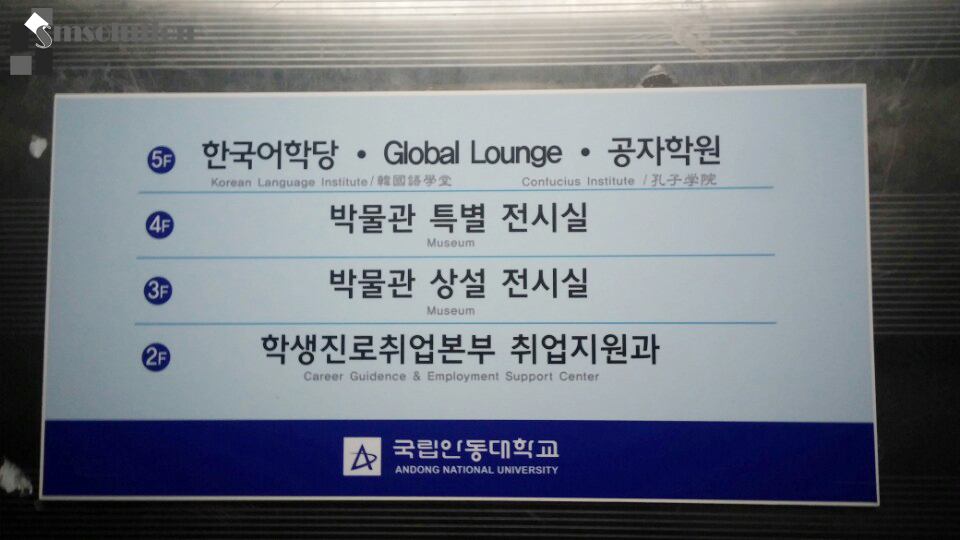 5F 한국어학당 • Global Lounge • 공자학원
Korean Language Institute / 韓國語學堂 Confucius Institute / 孔子学院
4F 박물관 특별 전시실
Museum
3F 박물관 상설 전시실
Museum
2F 학생진로취업본부 취업지원과
Career Guidence & Employment Support Center
국립안동대학교
ANDONG NATIONAL UNIVERSITY